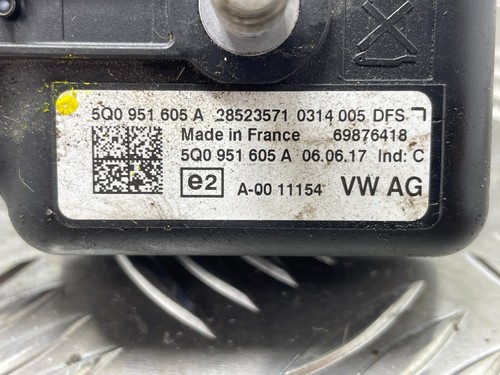 5Q0 951 605 A 28523571 0314 005 DFS
Made in France 69876418
5Q0 951 605 A 06.06.17 Ind: C
e2 A-00 11154 VW AG